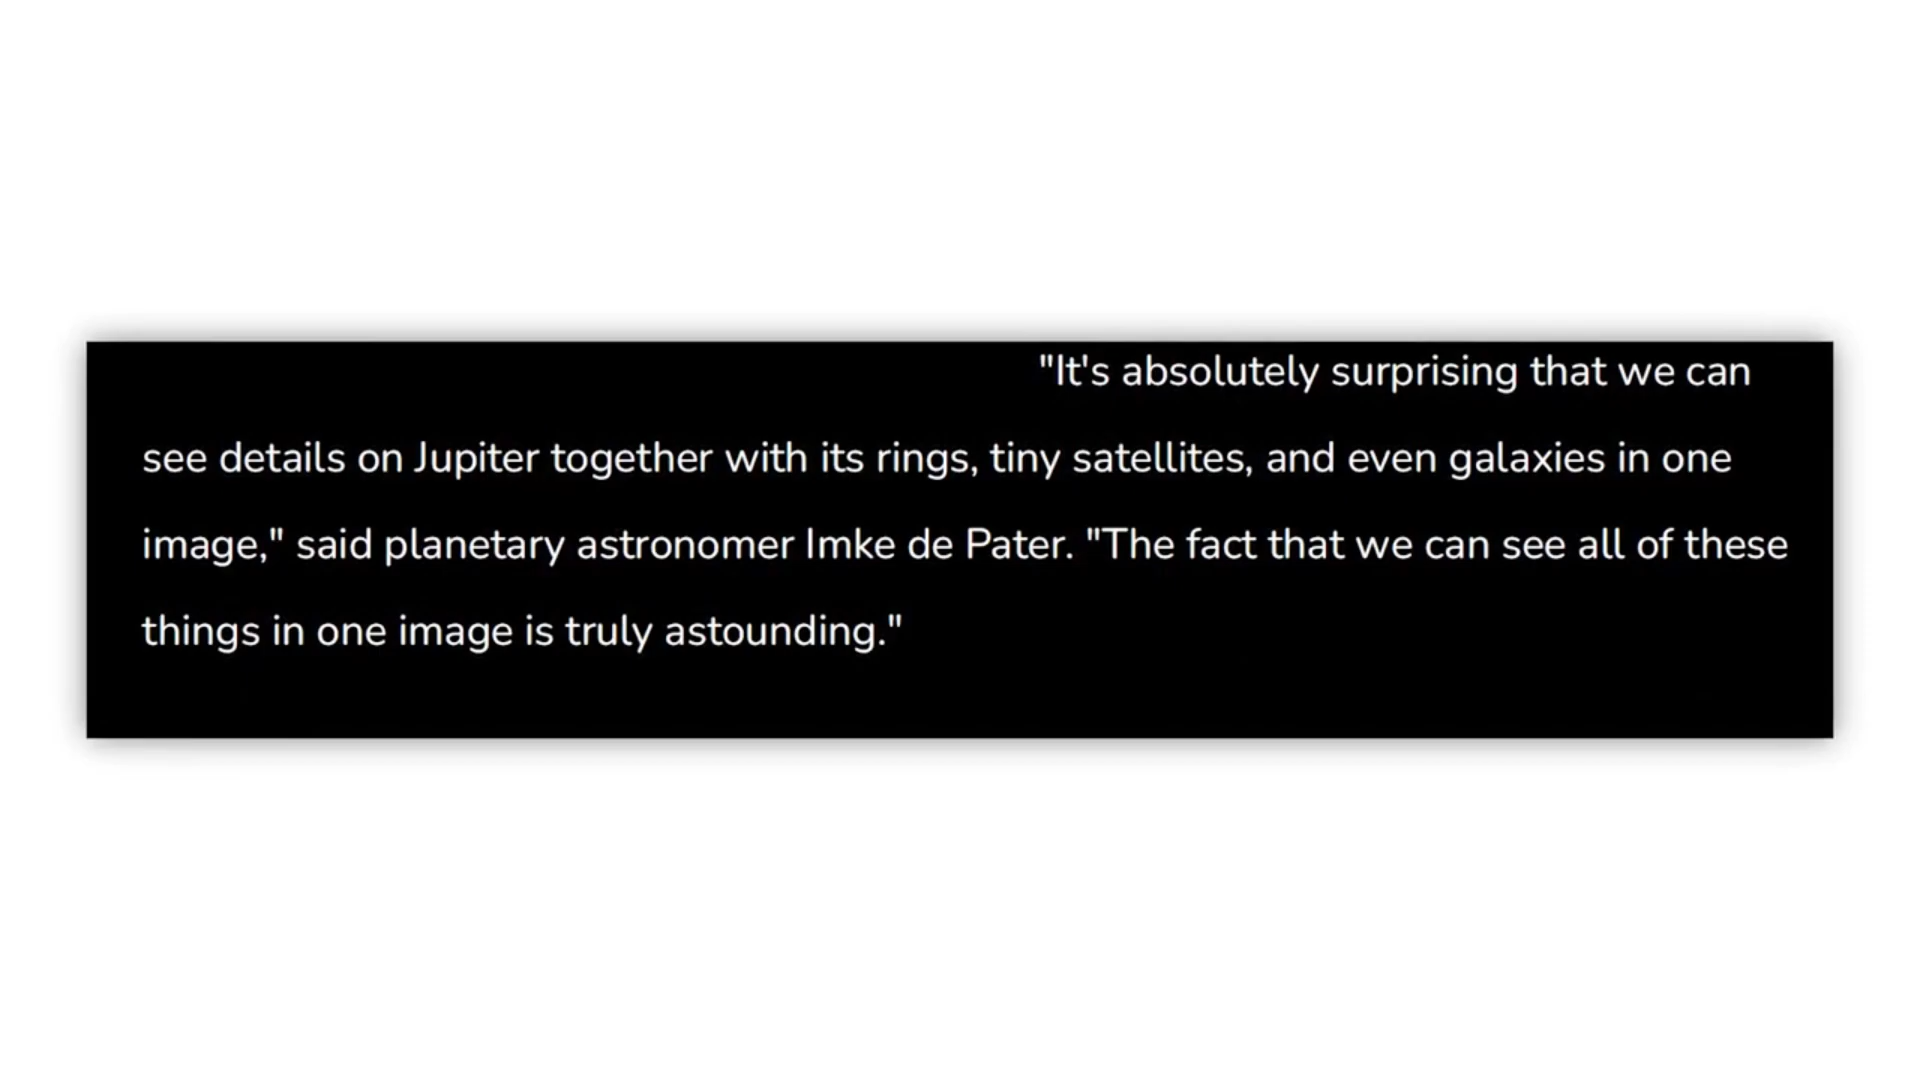 "It's absolutely surprising that we can
see details on Jupiter together with its rings, tiny satellites, and even galaxies in one
image," said planetary astronomer Imke de Pater. "The fact that we can see all of these
things in one image is truly astounding."